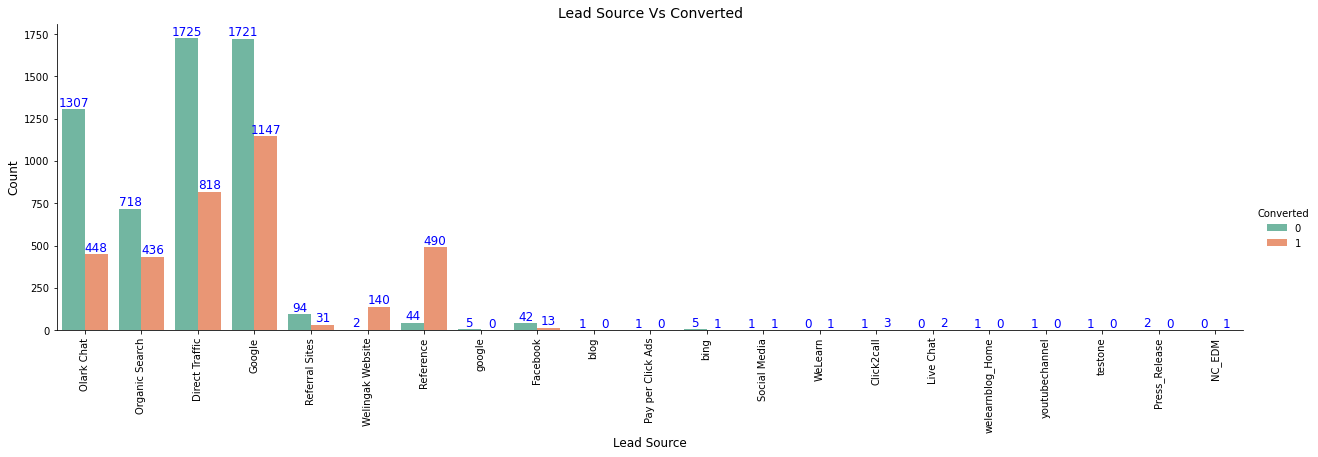 Lead Source Vs Converted
Count
1750
1500
1250
1000
750
500
250
0
1307
448
718
436
1725
818
1721
1147
94
31
2
140
44
490
5
0
42
13
1
0
1
0
5
1
1
1
0
1
1
3
0
2
1
0
1
0
1
0
2
0
0
1
Olark Chat
Organic Search
Direct Traffic
Google
Referral Sites
Welingak Website
Reference
google
Facebook
blog
Pay per Click Ads
bing
Social Media
WeLearn
Click2call
Live Chat
welearnblog_Home
youtubechannel
testone
Press_Release
NC_EDM
Lead Source
Converted
0
1